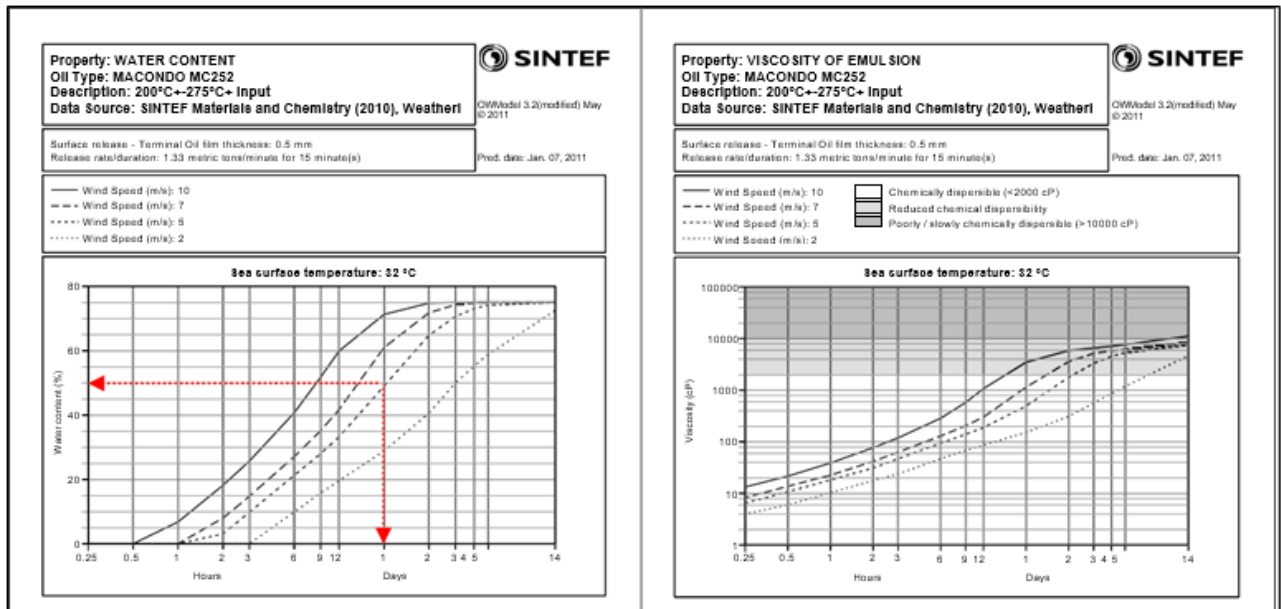 Property: WATER CONTENT
Oil Type: MACONDO MC252
Description: 200ºC+-275ºC+ Input
Data Source: SINTEF Materials and Chemistry (2010), Weatheri
SINTEF
OWModel 3.2(modified) May
© 2011
Surface release - Terminal Oil film thickness: 0.5 mm
Release rate/duration: 1.33 metric tons/minute for 15 minute(s)
Pred. date: Jan. 07, 2011
Wind Speed (m/s): 10
Wind Speed (m/s): 7
Wind Speed (m/s): 5
Wind Speed (m/s): 2
Sea surface temperature: 32 ºC
80
60
40
20
0
Water content (%)
0.25 0.5 1 2 3 6 9 12 1 2 3 4 5 14
Hours Days
Property: VISCOSITY OF EMULSION
Oil Type: MACONDO MC252
Description: 200ºC+-275ºC+ Input
Data Source: SINTEF Materials and Chemistry (2010), Weatheri
SINTEF
OWModel 3.2(modified) May
© 2011
Surface release - Terminal Oil film thickness: 0.5 mm
Release rate/duration: 1.33 metric tons/minute for 15 minute(s)
Pred. date: Jan. 07, 2011
Wind Speed (m/s): 10
Wind Speed (m/s): 7
Wind Speed (m/s): 5
Wind Speed (m/s): 2
Chemically dispersible (<2000 cP)
Reduced chemical dispersibility
Poorly / slowly chemically dispersible (>10000 cP)
Sea surface temperature: 32 ºC
100000
10000
1000
100
10
1
Viscosity (cP)
0.25 0.5 1 2 3 6 9 12 1 2 3 4 5 14
Hours Days